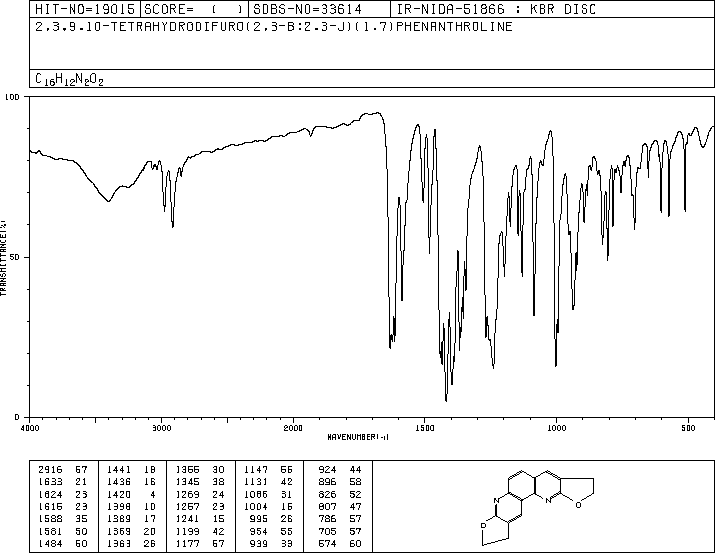 HIT-NO=19015 SCORE= ( ) SDBS-NO=33614 IR-NIDA-51866 : KBR DISC
2,3,9,10-TETRAHYDRODIFURO(2,3-B:2,3-J)(1,7)PHENANTHROLINE
C16H12N2O2
100
50
0
TRANSMITTANCE(%)
4000 3000 2000 1500 1000 500
WAVENUMBER(-1)
2916 57 1441 18 1356 30 1147 55 924 44
1633 21 1436 16 1345 38 1131 42 896 58
1624 23 1420 4 1269 24 1086 31 826 52
1615 23 1398 10 1257 23 1004 16 807 47
1588 35 1369 17 1241 15 995 26 786 57
1581 50 1369 20 1199 42 954 55 705 57
1484 50 1363 26 1177 57 939 33 574 60
N N O
O